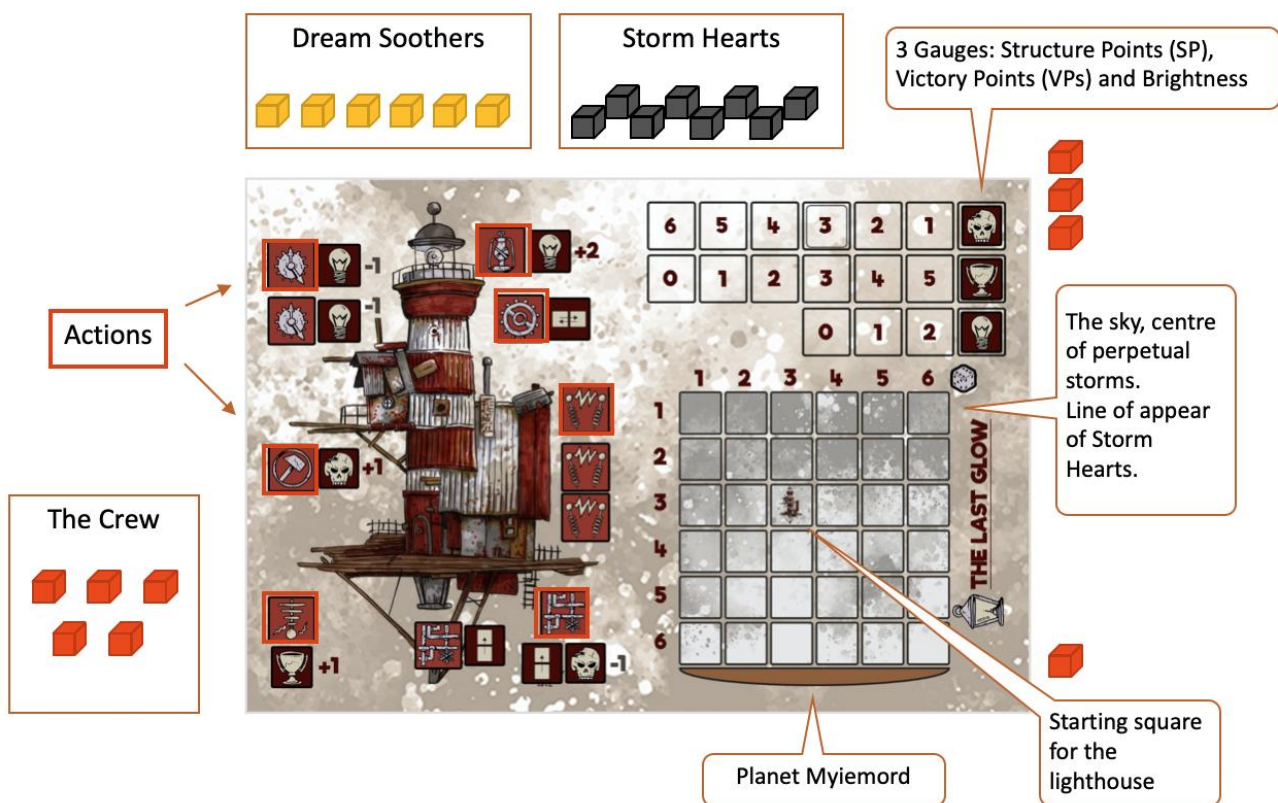 Dream Soothers
Storm Hearts
3 Gauges: Structure Points (SP),
Victory Points (VPs) and Brightness
6 5 4 3 2 1
0 1 2 3 4 5
0 1 2
-1
+2
-1
Actions
+1
The sky, centre
of perpetual
storms.
Line of appear
of Storm
Hearts.
1 2 3 4 5 6
1
2
3
4
5
6
THE LAST GLOW
The Crew
+1
-1
Starting square
for the
lighthouse
Planet Myiemord